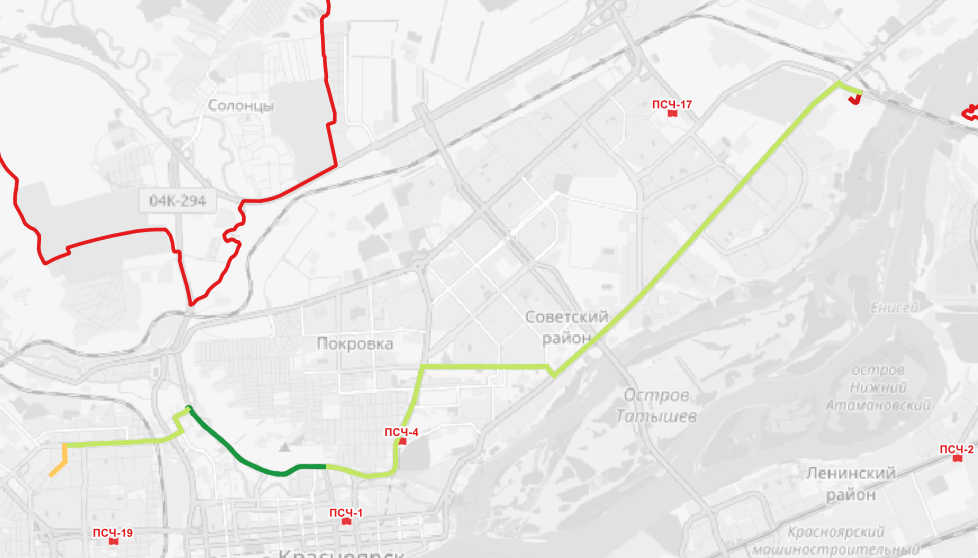 Солонцы
ПСЧ-17
04К-294
Енисей
Советский
район
Покровка
остров
Нижний
Атамановский
Остров
Татышев
ПСЧ-4
ПСЧ-2
Ленинский
район
ПСЧ-1
ПСЧ-19
Красноярский
машиностроительный
Красноярск